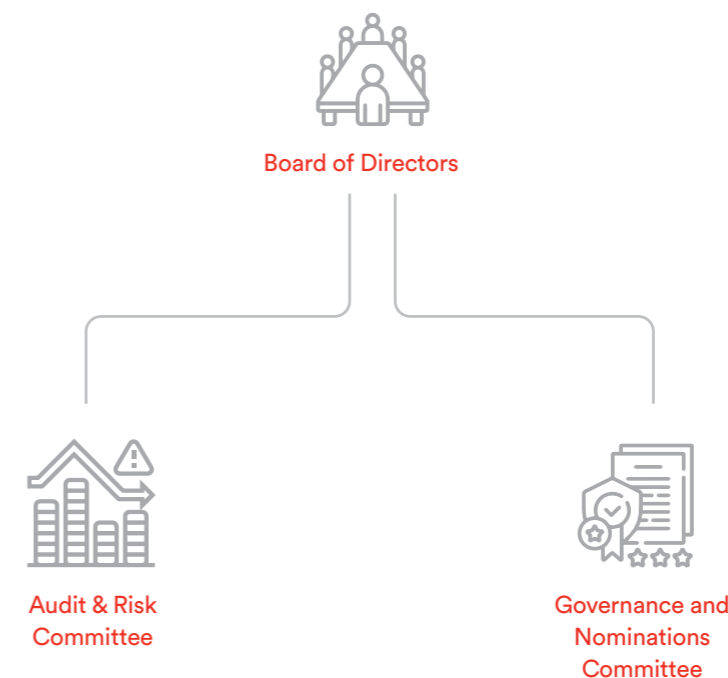 Board of Directors
Audit & Risk
Committee
Governance and
Nominations
Committee